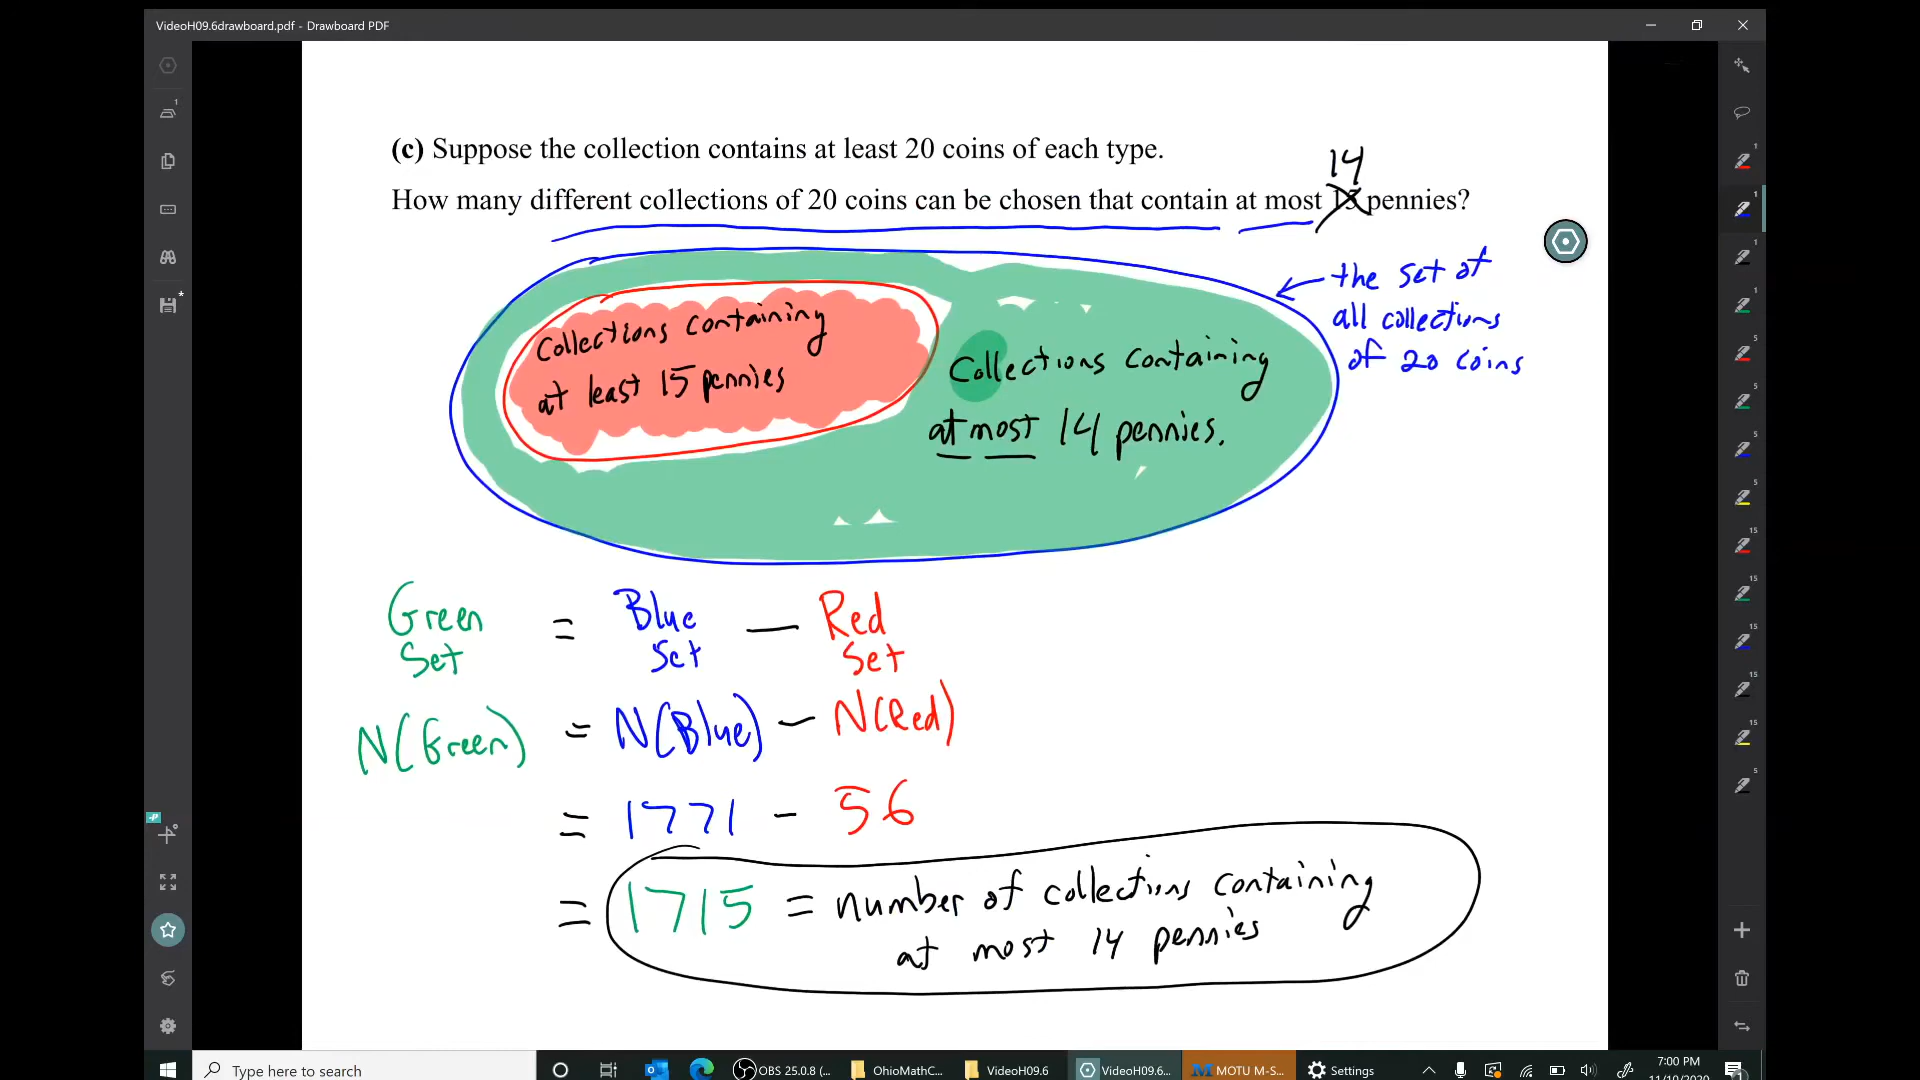 VideoH09.6drawboard.pdf - Drawboard PDF
(c) Suppose the collection contains at least 20 coins of each type.
14
How many different collections of 20 coins can be chosen that contain at most 15 pennies?
the set of
all collections
of 20 coins
Collections containing
at least 15 pennies
Collections containing
at most 14 pennies.
Green Set = Blue Set — Red Set
N(Green) = N(Blue) - N(Red)
= 1771 - 56
= 1715 = number of collections containing
at most 14 pennies
Type here to search
OBS 25.0.8 (...
OhioMathC...
VideoH09.6
VideoH09.6...
MOTU M-S...
Settings
7:00 PM
11/10/2020